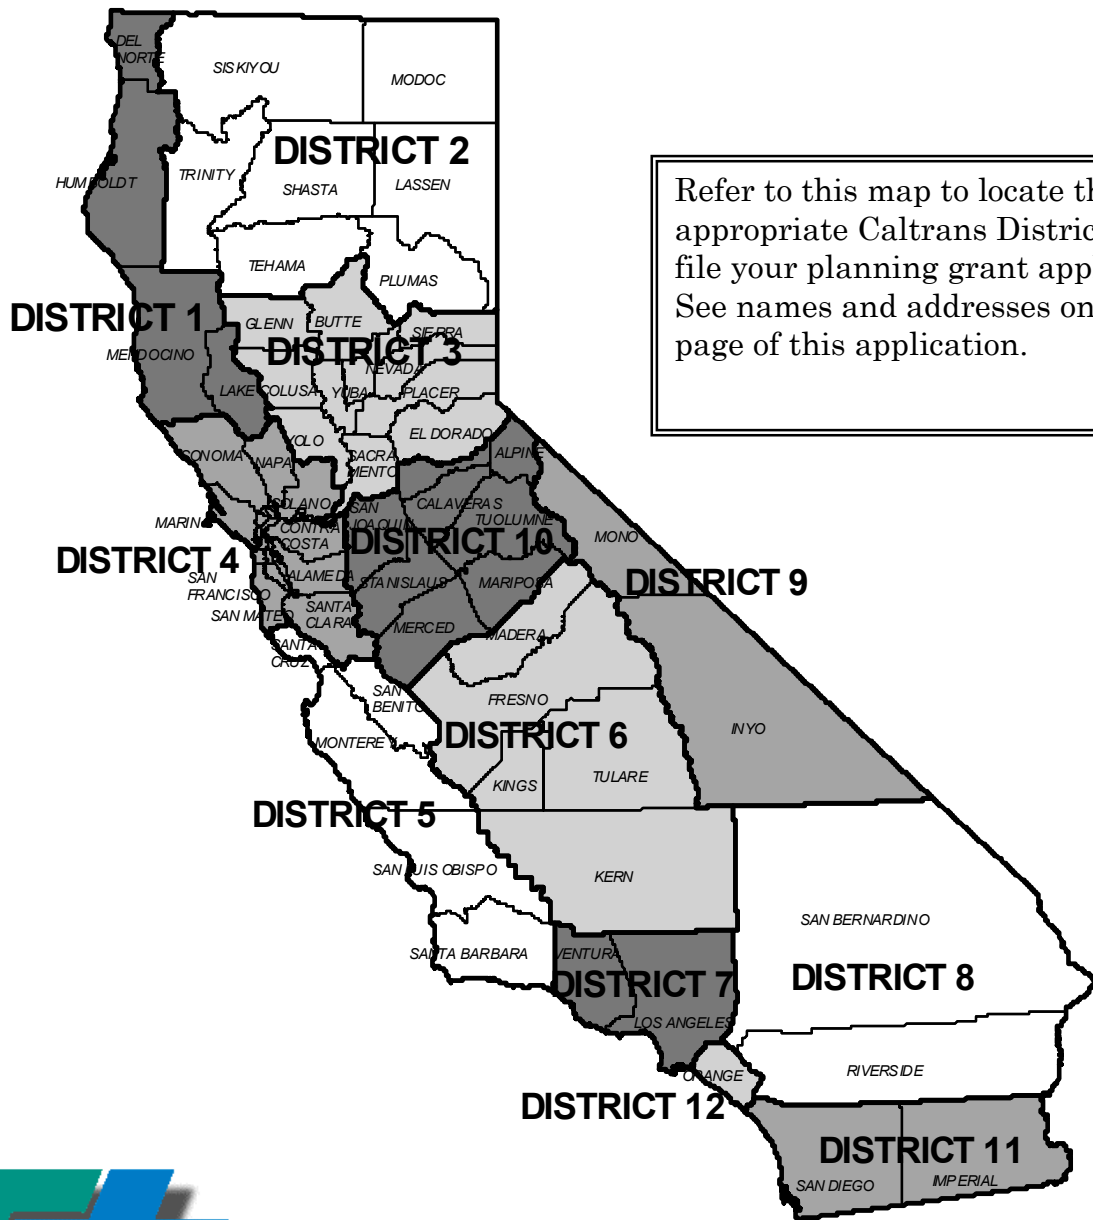 DEL
NORTE
SISKIYOU
MODOC
DISTRICT 2
HUMBOLDT
TRINITY
SHASTA
LASSEN
Refer to this map to locate th
appropriate Caltrans Distric
file your planning grant app
See names and addresses on
page of this application.
TEHAMA
PLUMAS
DISTRICT 1
GLENN
BUTTE
SIERRA
MENDOCINO
DISTRICT 3
NEVADA
LAKE
COLUSA
YUBA
PLACER
YOLO
EL DORADO
SONOMA
NAPA
SACRA
MENTO
ALPINE
SOLANO
SAN
JOAQUIN
CALAVERAS
MARIN
CONTRA
COSTA
TUOLUMNE
DISTRICT 4
DISTRICT 10
MONO
SAN
FRANCISCO
ALAMEDA
STANISLAUS
MARIPOSA
DISTRICT 9
SAN MATEO
SANTA
CLARA
MERCED
MADERA
SANTA
CRUZ
SAN
BENITO
FRESNO
MONTEREY
DISTRICT 6
INYO
KINGS
TULARE
DISTRICT 5
SAN LUIS OBISPO
KERN
SAN BERNARDINO
SANTA BARBARA
VENTURA
DISTRICT 7
DISTRICT 8
LOS ANGELES
ORANGE
RIVERSIDE
DISTRICT 12
DISTRICT 11
SAN DIEGO
IMPERIAL